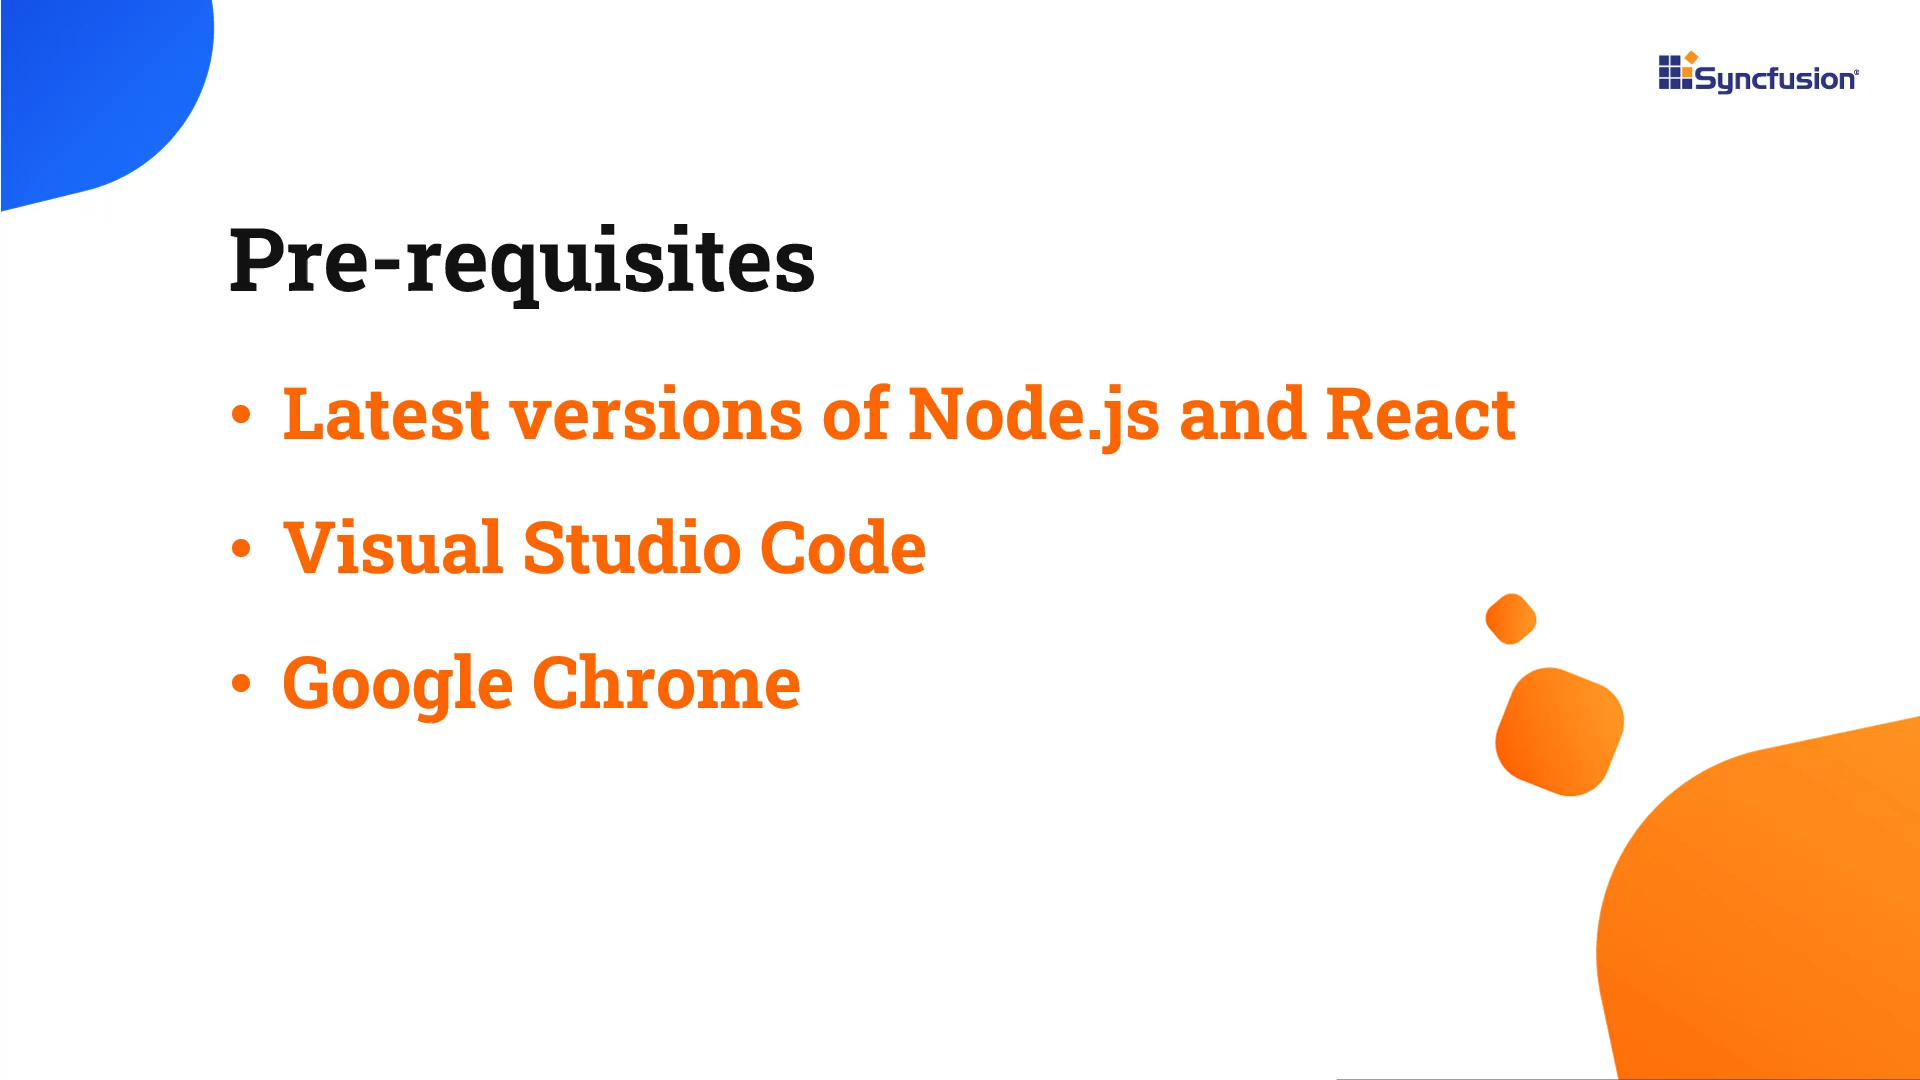 Syncfusion®
Pre-requisites
• Latest versions of Node.js and React
• Visual Studio Code
• Google Chrome